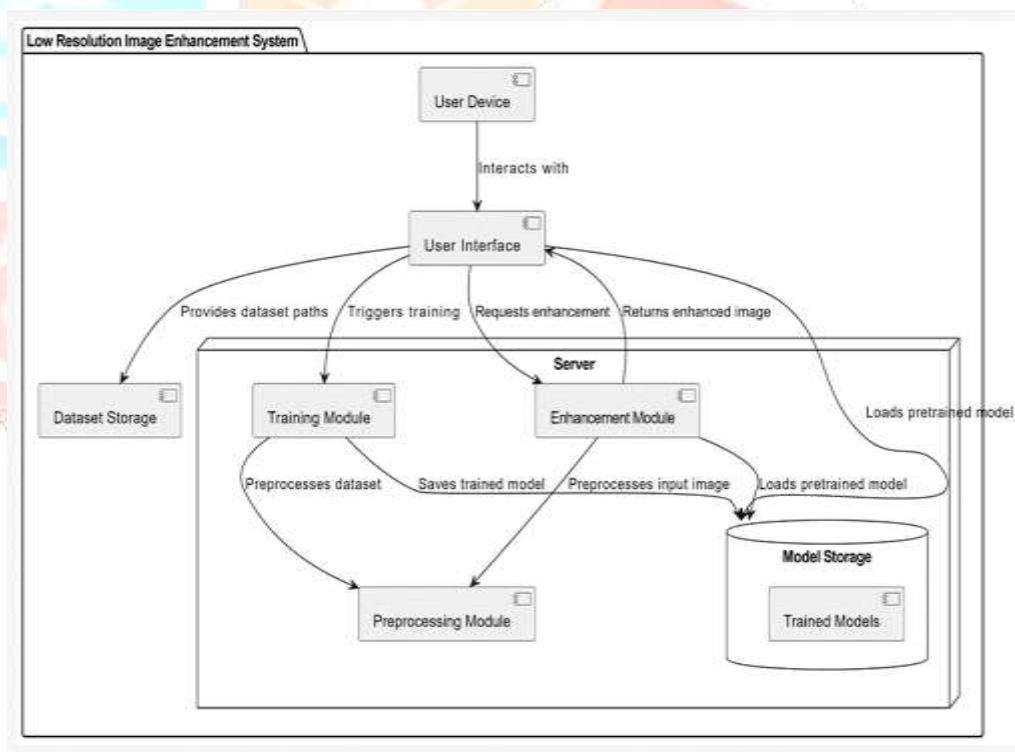 Low Resolution Image Enhancement System
User Device
Interacts with
User Interface
Provides dataset paths
Triggers training
Requests enhancement
Returns enhanced image
Server
Dataset Storage
Training Module
Enhancement Module
Loads pretrained model
Preprocesses dataset
Saves trained model
Preprocesses input image
Loads pretrained model
Model Storage
Preprocessing Module
Trained Models